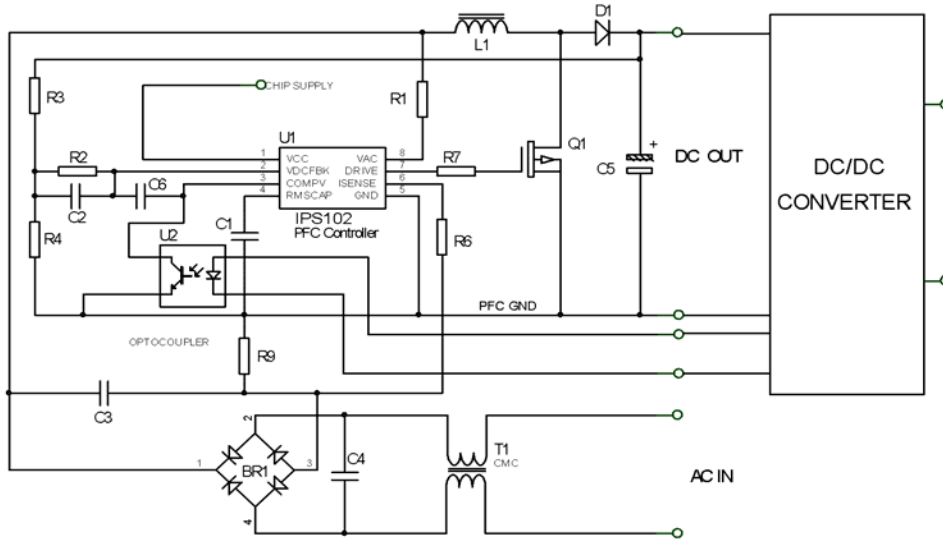 D1
L1
R3
CHIP SUPPLY
R1
U1
Q1
+
1 VCC VAC 8
R2
2 VDCFBK DRIVE 7
R7
C5
DC OUT
DC/DC
CONVERTER
3 COMPV ISENSE 6
C6
4 RMSCAP GND 5
C2
IPS102
PFC Controller
C1
R4
U2
R6
PFC GND
OPTOCOUPLER
R9
C3
2
4
T1
CMC
C4
1 BR1 3
AC IN
4